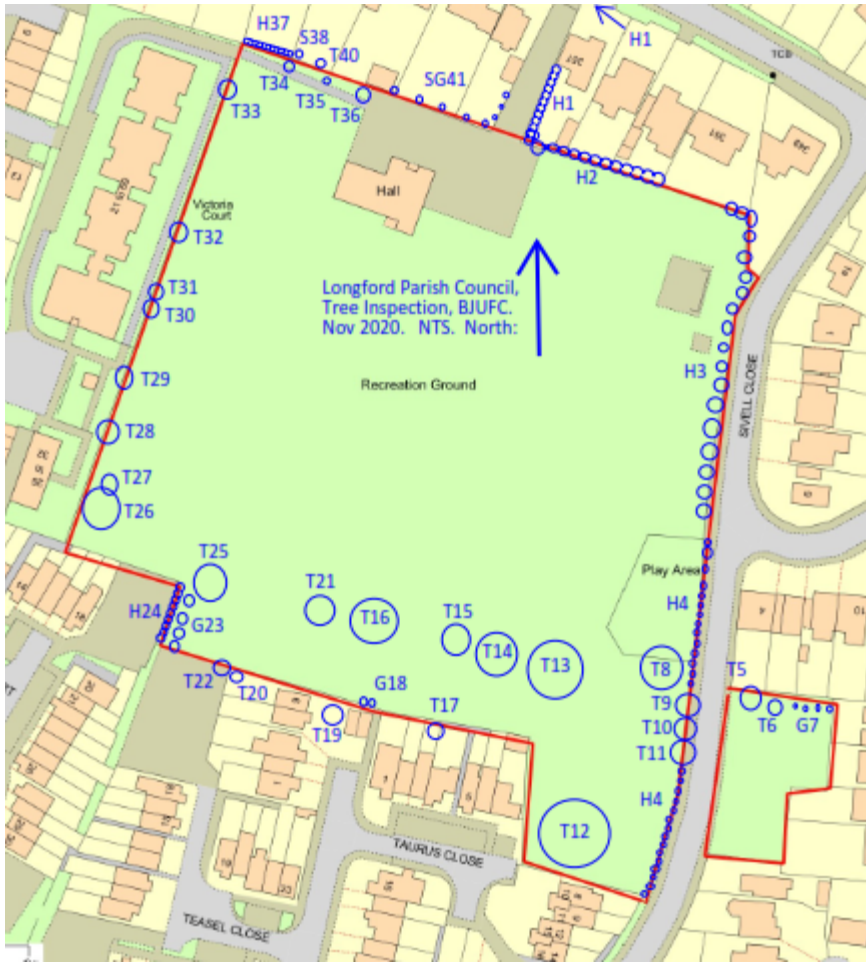 H37
S38
T40
H1
TCB
T34
SG41
T35
T36
H1
T33
Hall
H2
Victoria
Court
T32
Longford Parish Council,
Tree Inspection, BJUFC.
Nov 2020. NTS. North:
T31
T30
H3
T29
Recreation Ground
SIVELL CLOSE
T28
T27
T26
T25
Play Area
T21
H24
T16
T15
H4
G23
T14
T13
T8
T5
T22
T20
G18
T9
T6
G7
T19
T17
T10
T11
H4
T12
TAURUS CLOSE
TEASEL CLOSE